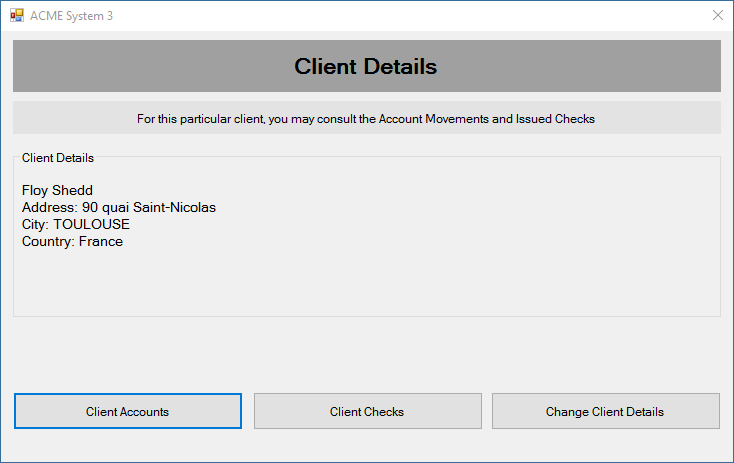 ACME System 3
Client Details
For this particular client, you may consult the Account Movements and Issued Checks
Client Details
Floy Shedd
Address: 90 quai Saint-Nicolas
City: TOULOUSE
Country: France
Client Accounts
Client Checks
Change Client Details